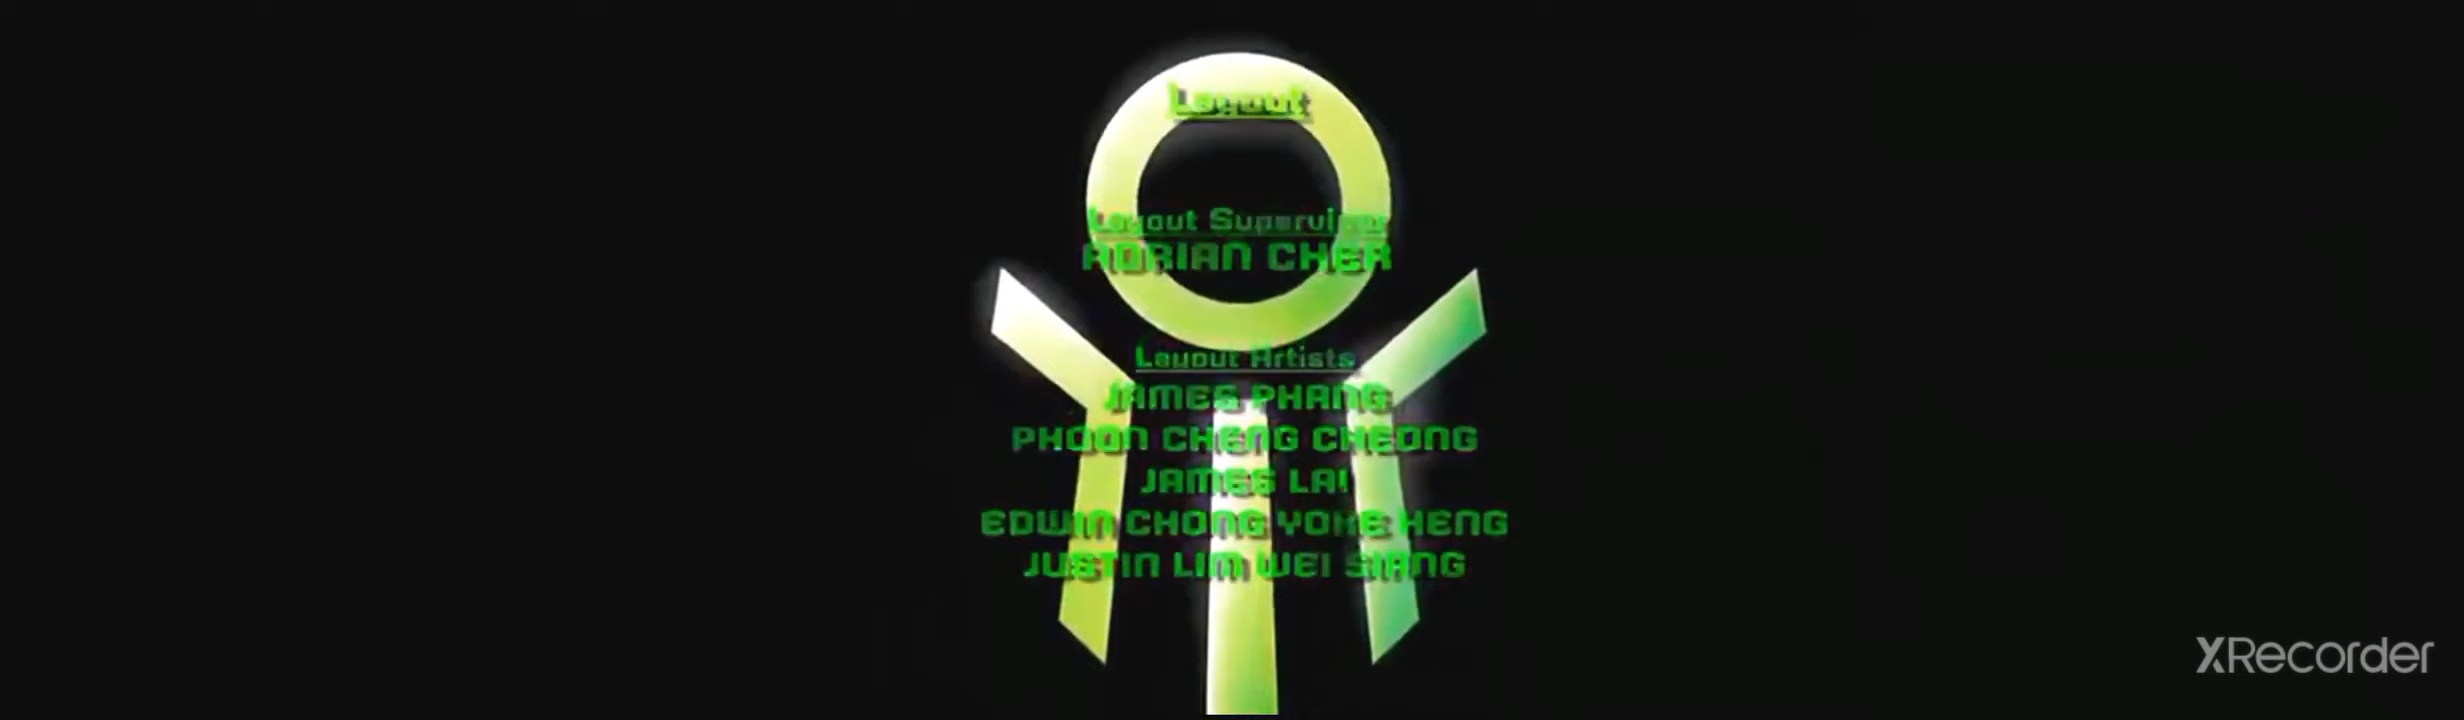 Layout
Layout Supervisor
ADRIAN CHER
Layout Artists
JAMES PHANG
PHOON CHENG CHEONG
JAMES LAI
EDWIN CHONG YOKE HENG
JUSTIN LIM WEI SIANG
XRecorder